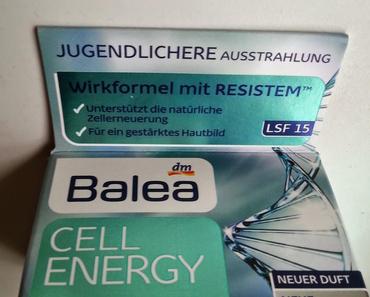 JUGENDLICHERE AUSSTRAHLUNG
Wirkformel mit RESISTEM™
✓ Unterstützt die natürliche
Zellerneuerung
✓ Für ein gestärktes Hautbild
LSF 15
dm
Balea
CELL
ENERGY
NEUER DUFT